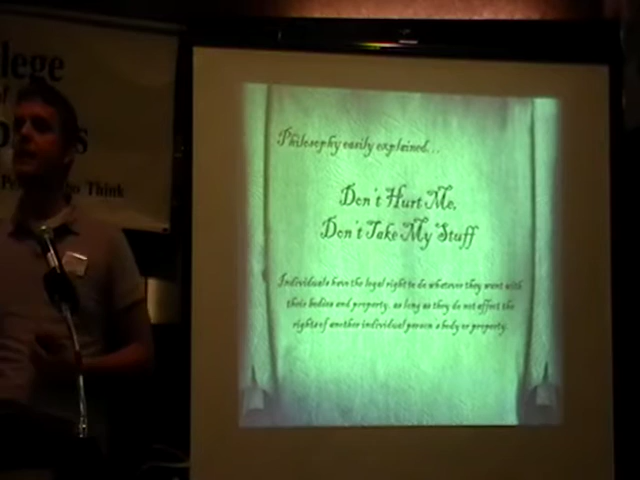 lege
of
Think
Philosophy easily explained...
Don't Hurt Me,
Don't Take My Stuff
Individuals have the legal right to do whatever they want with
their bodies and property, as long as they do not affect the
rights of another individual person's body or property.